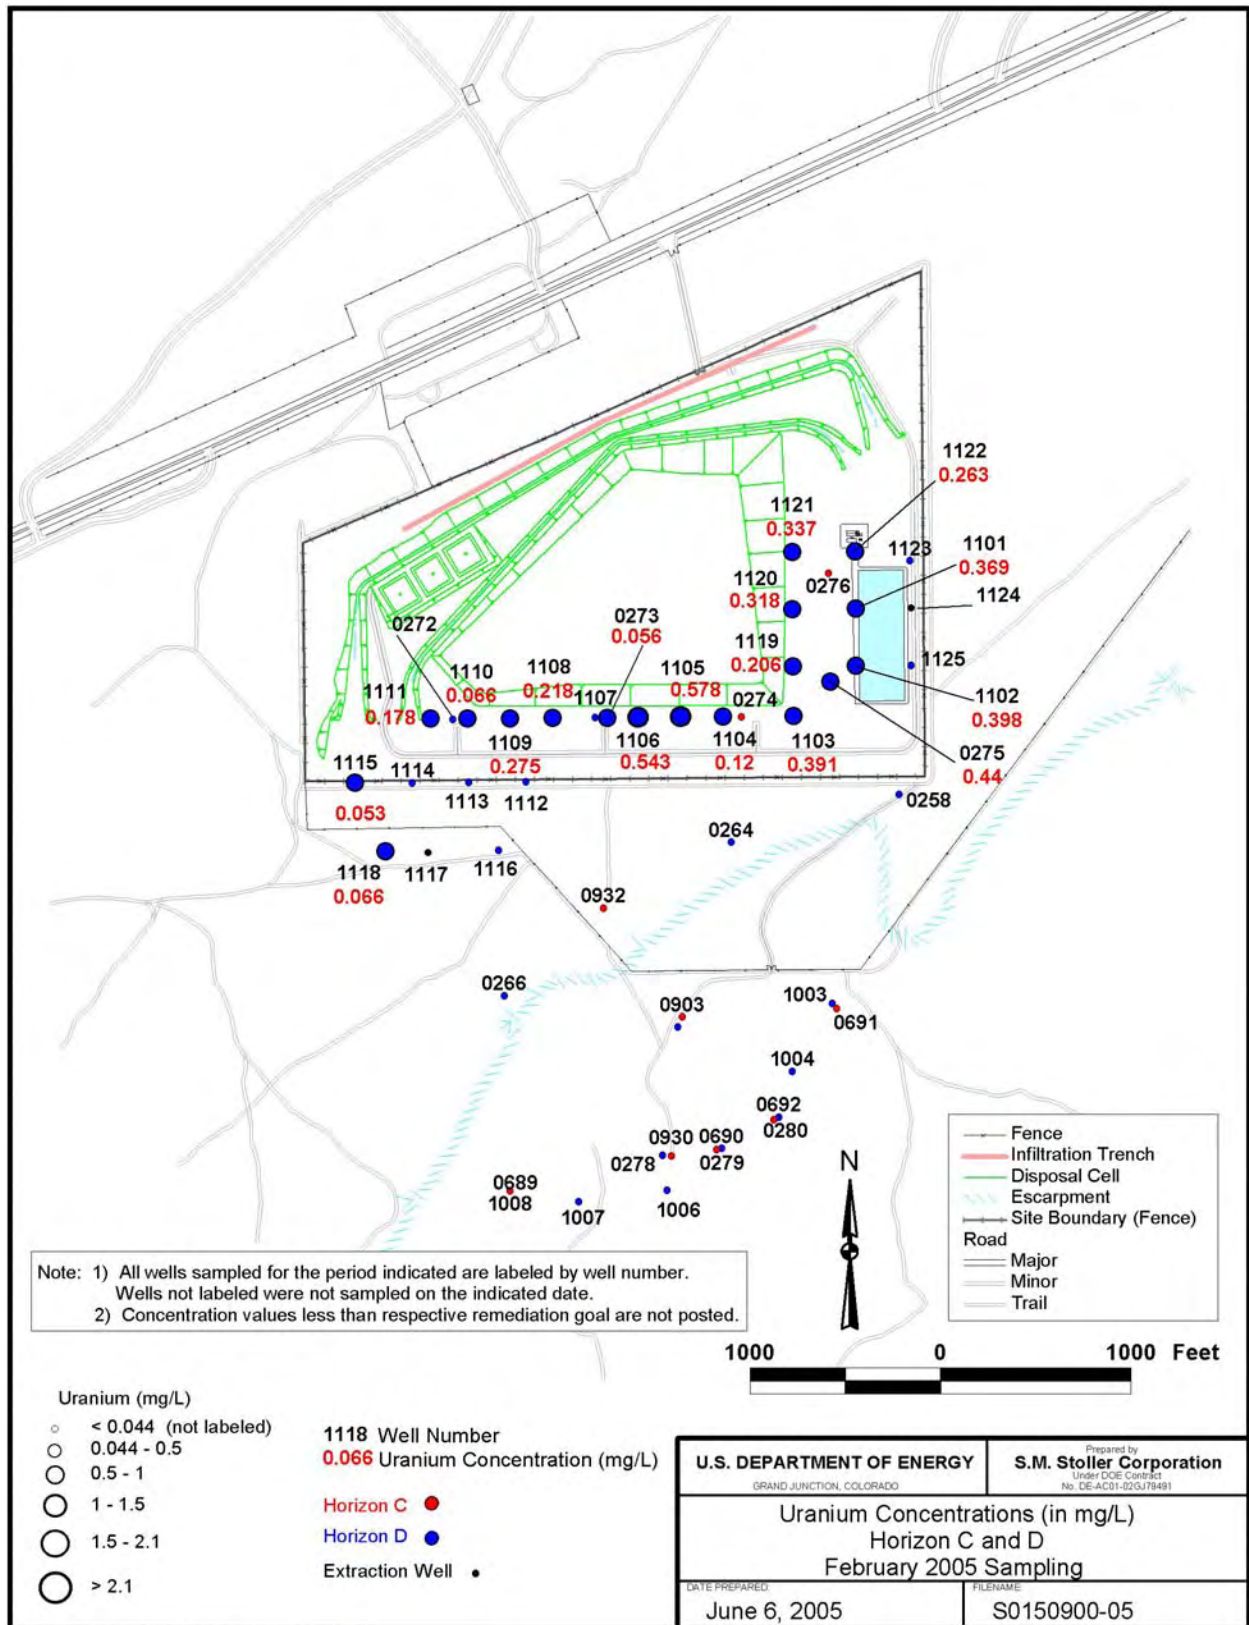 1122
0.263
1121
0.337
1123
1101
0.369
0276
1120
0.318
1124
0272
0273
0.056
1119
0.206
1125
1110
0.066
1108
0.218
1105
0.578
1111
0.178
1107
0274
1102
0.398
1109
0.275
1106
0.543
1104
0.12
1103
0.391
0275
0.44
1115
0.053
1114
1113
1112
0258
0264
1118
0.066
1117
1116
0932
0266
0903
1003
0691
1004
0692
0280
0930
0690
0278
0279
0689
1008
1007
1006
N
Fence
Infiltration Trench
Disposal Cell
Escarpment
Site Boundary (Fence)
Road
Major
Minor
Trail
Note: 1) All wells sampled for the period indicated are labeled by well number.
Wells not labeled were not sampled on the indicated date.
2) Concentration values less than respective remediation goal are not posted.
1000 0 1000 Feet
Uranium (mg/L)
< 0.044 (not labeled)
0.044 - 0.5
0.5 - 1
1 - 1.5
1.5 - 2.1
> 2.1
1118 Well Number
0.066 Uranium Concentration (mg/L)
Horizon C
Horizon D
Extraction Well
U.S. DEPARTMENT OF ENERGY
GRAND JUNCTION, COLORADO
Prepared by
S.M. Stoller Corporation
Under DOE Contract
No. DE-AC01-02GJ79491
Uranium Concentrations (in mg/L)
Horizon C and D
February 2005 Sampling
DATE PREPARED:
June 6, 2005
FILENAME:
S0150900-05